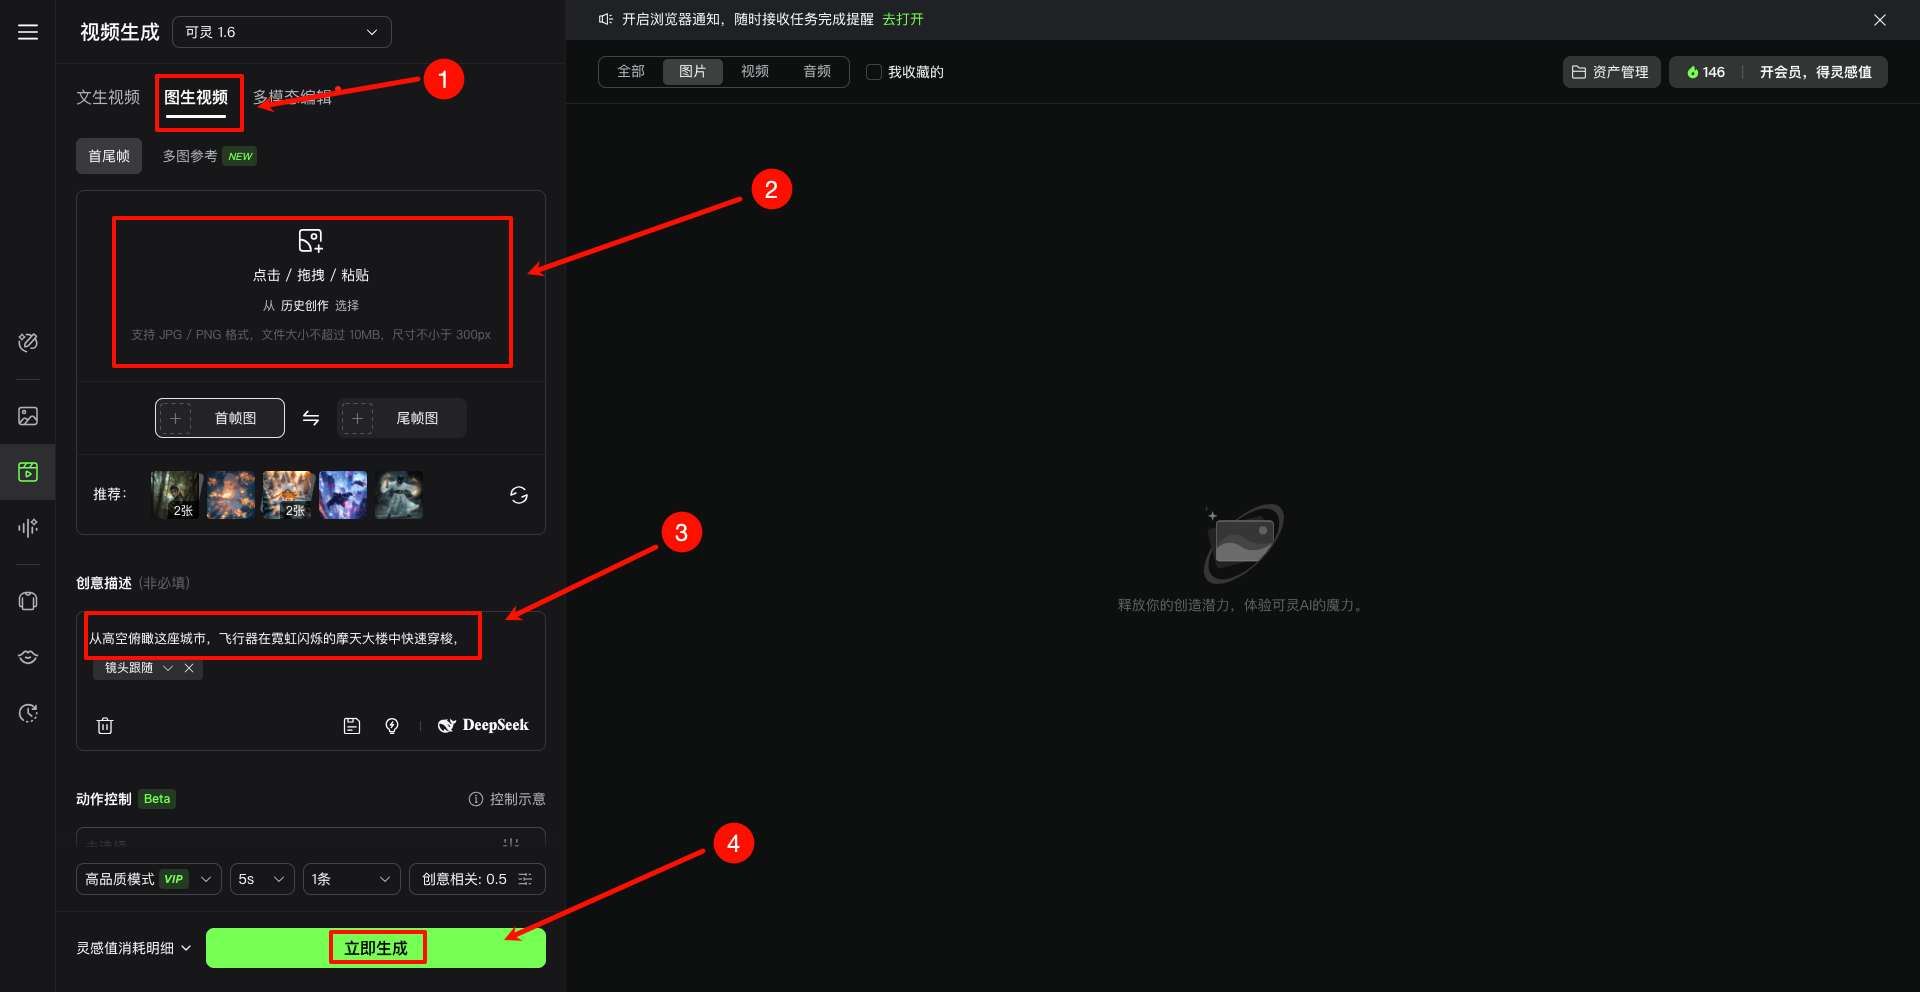 视频生成
可灵 1.6
文生视频
图生视频
多模态编辑
1
首尾帧
多图参考 NEW
2
点击 / 拖拽 / 粘贴
从 历史创作 选择
支持 JPG / PNG 格式，文件大小不超过 10MB，尺寸不小于 300px
首帧图
尾帧图
推荐：
2张
2张
3
创意描述（非必填）
从高空俯瞰这座城市，飞行器在霓虹闪烁的摩天大楼中快速穿梭，
镜头跟随
DeepSeek
动作控制 Beta
控制示意
去选择
4
高品质模式 VIP
5s
1条
创意相关: 0.5
灵感值消耗明细
立即生成
开启浏览器通知，随时接收任务完成提醒 去打开
全部
图片
视频
音频
我收藏的
资产管理
146
开会员，得灵感值
释放你的创造潜力，体验可灵AI的魔力。